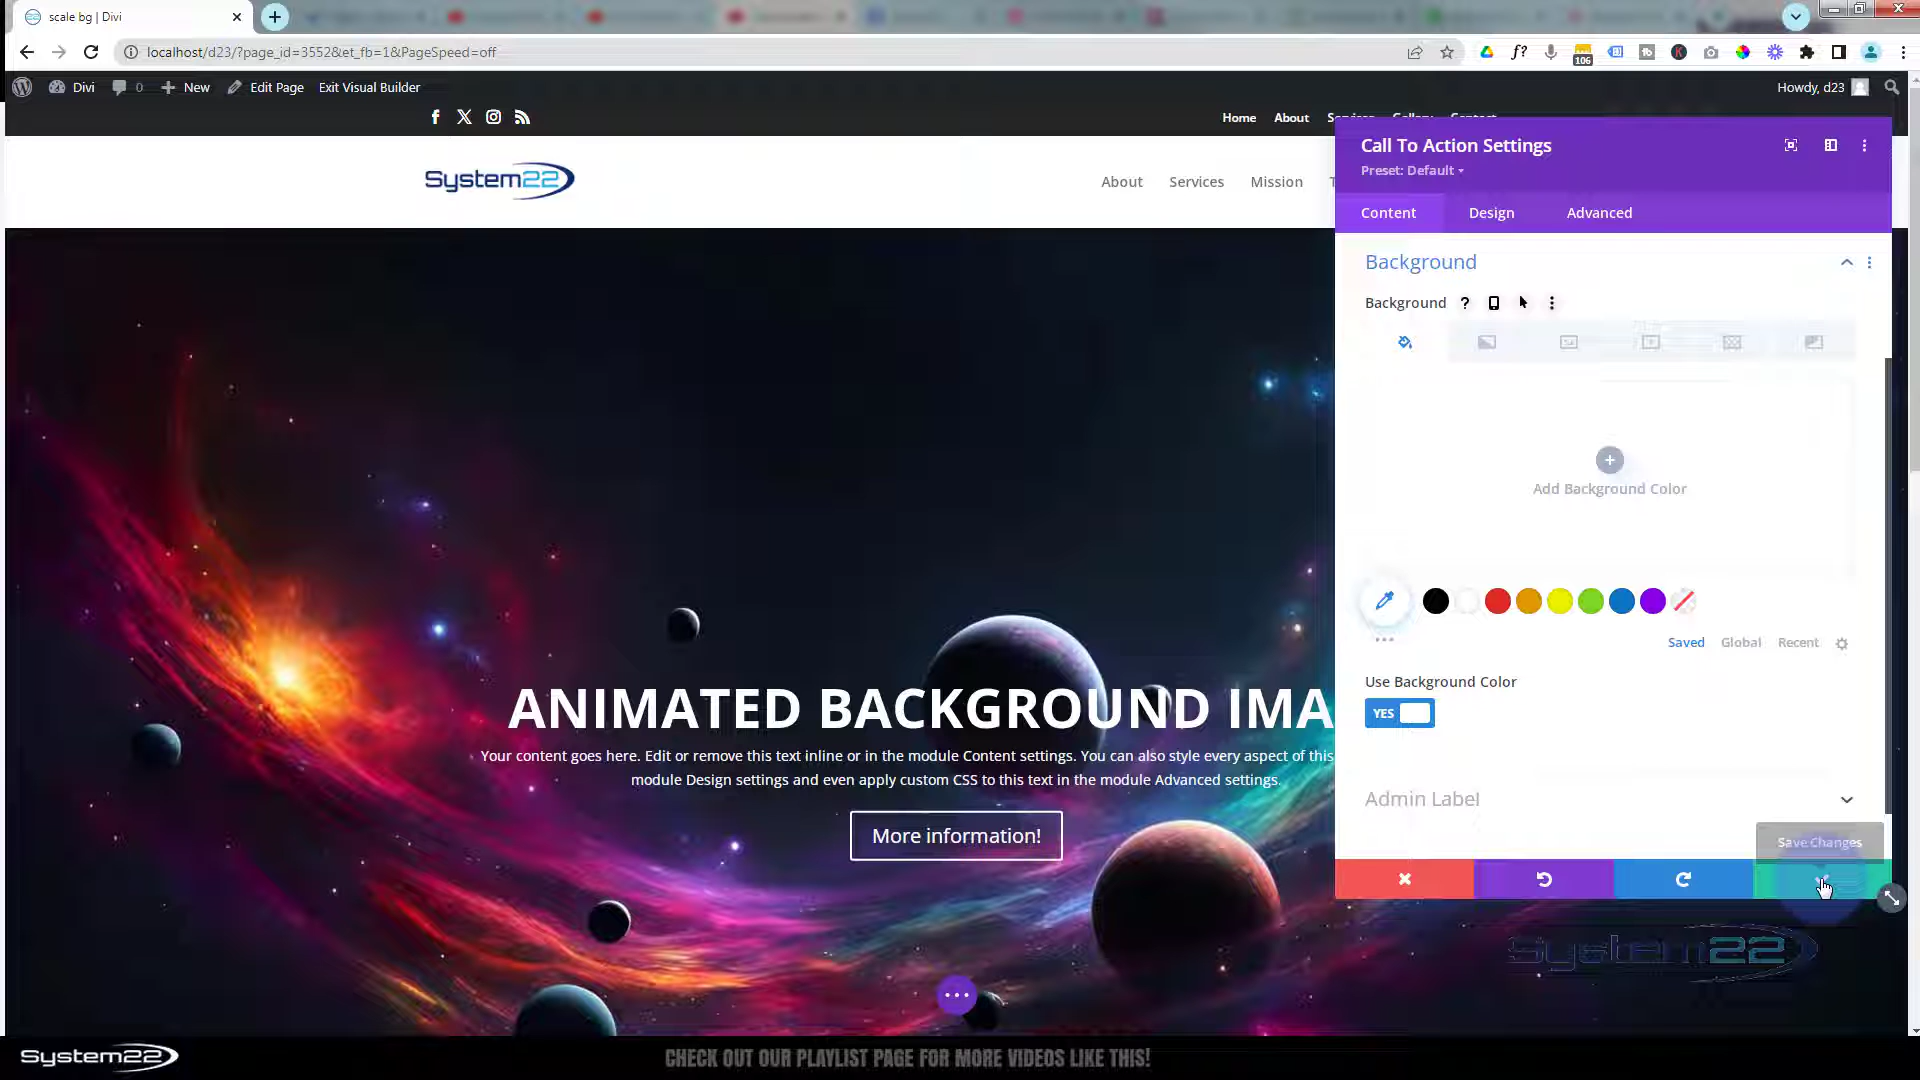 scale bg | Divi
localhost/d23/?page_id=3552&et_fb=1&PageSpeed=off
106
Divi 0 New Edit Page Exit Visual Builder Howdy, d23
Home About Services Gallery Contact
System22
About Services Mission T
Call To Action Settings
Preset: Default
Content Design Advanced
Background
Background
Add Background Color
Saved Global Recent
Use Background Color
YES
Admin Label
Save Changes
ANIMATED BACKGROUND IMA
Your content goes here. Edit or remove this text inline or in the module Content settings. You can also style every aspect of this
module Design settings and even apply custom CSS to this text in the module Advanced settings.
More information!
System22
System22
CHECK OUT OUR PLAYLIST PAGE FOR MORE VIDEOS LIKE THIS!